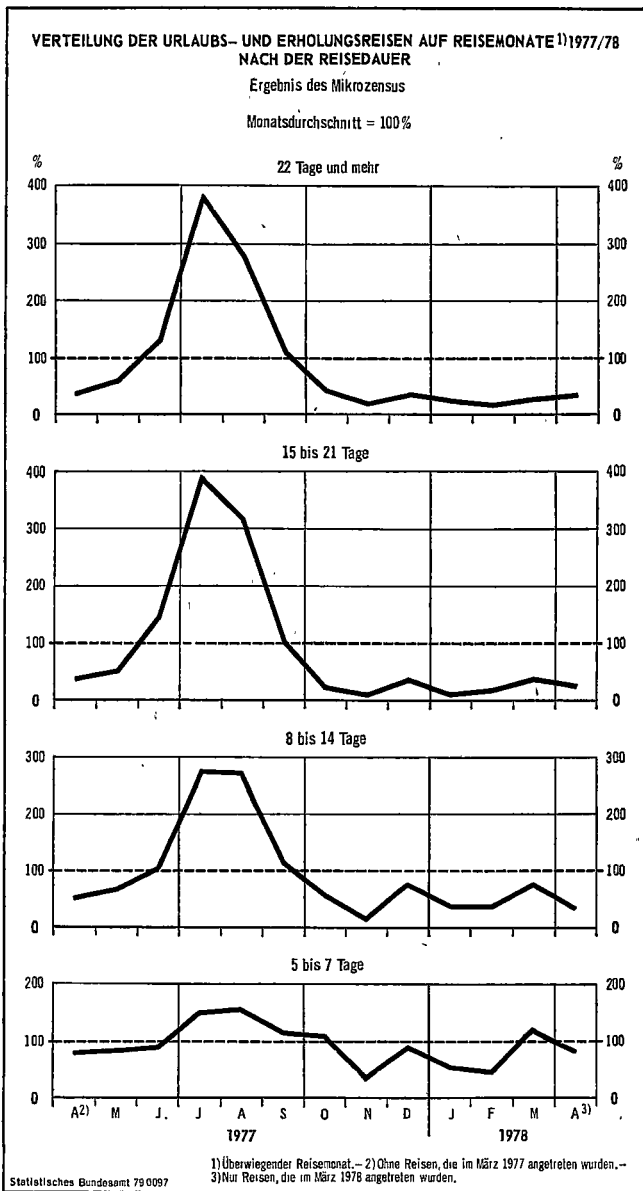 VERTEILUNG DER URLAUBS- UND ERHOLUNGSREISEN AUF REISEMONATE 1) 1977/78
NACH DER REISEDAUER
Ergebnis des Mikrozensus
Monatsdurchschnitt = 100%
% 22 Tage und mehr %
400 400
300 300
200 200
100 100
0 0
15 bis 21 Tage
400 400
300 300
200 200
100 100
0 0
8 bis 14 Tage
300 300
200 200
100 100
0 0
5 bis 7 Tage
200 200
100 100
0 0
A2) M J J A S O N D J F M A3)
1977 1978
1) Überwiegender Reisemonat.– 2) Ohne Reisen, die im März 1977 angetreten wurden.–
Statistisches Bundesamt 79 0097 3) Nur Reisen, die im März 1978 angetreten wurden.